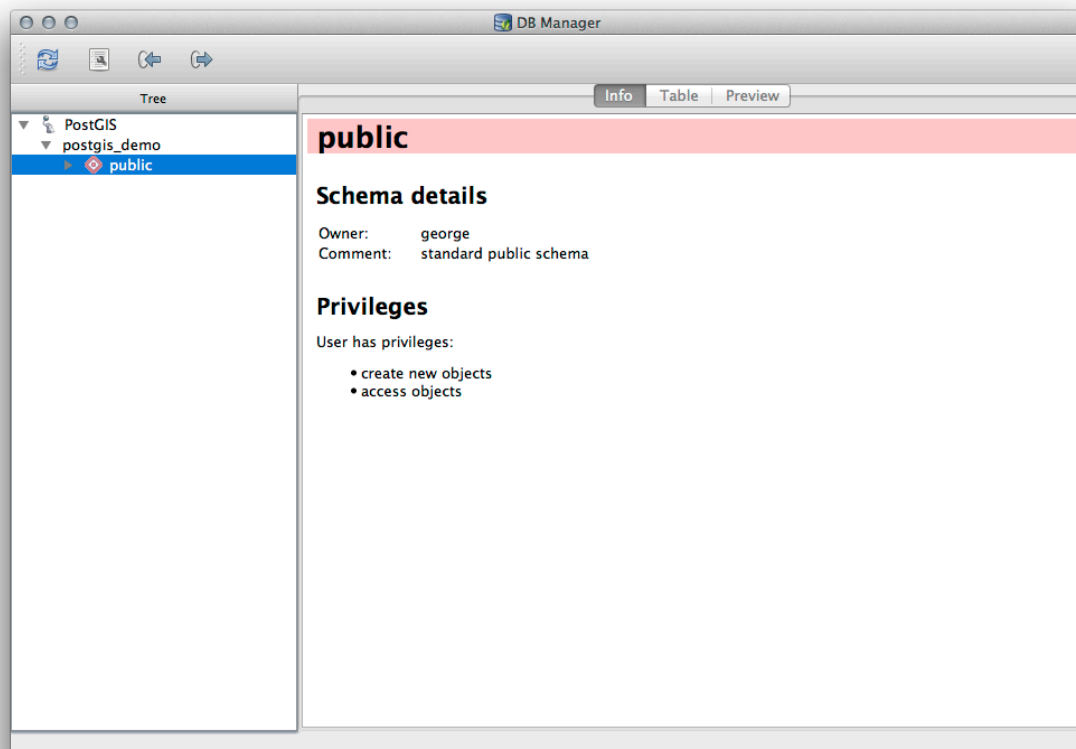 DB Manager
Tree
Info Table Preview
PostGIS
postgis_demo
public
public
Schema details
Owner: george
Comment: standard public schema
Privileges
User has privileges:
• create new objects
• access objects